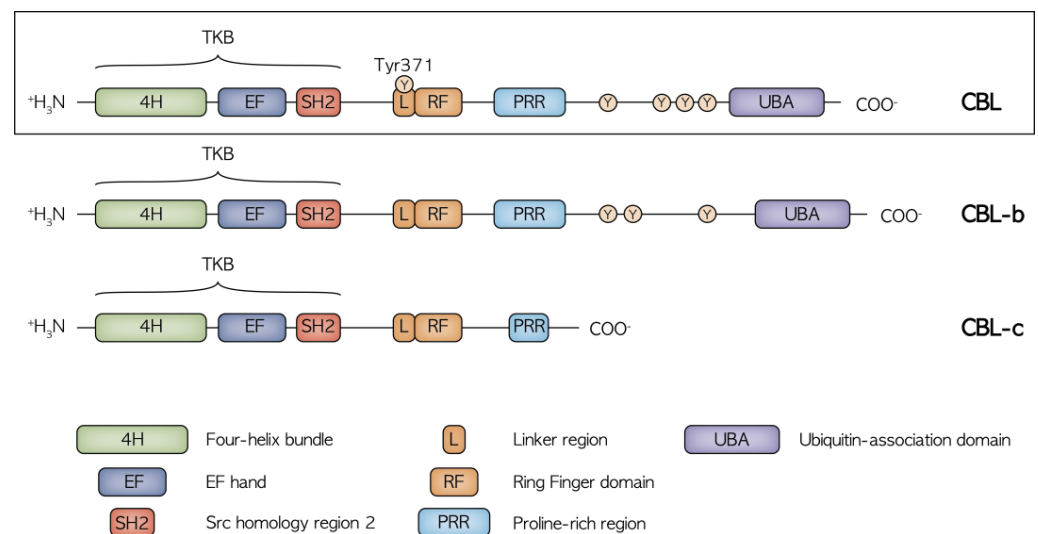 TKB
Tyr371
Y
⁺H₃N 4H EF SH2 L RF PRR Y Y Y Y UBA COO⁻ CBL
TKB
⁺H₃N 4H EF SH2 L RF PRR Y Y Y UBA COO⁻ CBL-b
TKB
⁺H₃N 4H EF SH2 L RF PRR COO⁻ CBL-c
4H Four-helix bundle L Linker region UBA Ubiquitin-association domain
EF EF hand RF Ring Finger domain
SH2 Src homology region 2 PRR Proline-rich region